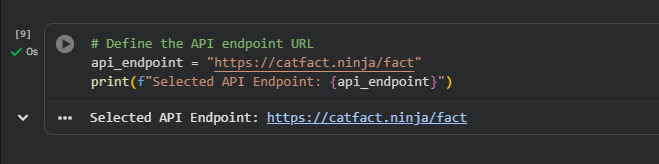 [9]
0s
# Define the API endpoint URL
api_endpoint = "https://catfact.ninja/fact"
print(f"Selected API Endpoint: {api_endpoint}")
Selected API Endpoint: https://catfact.ninja/fact